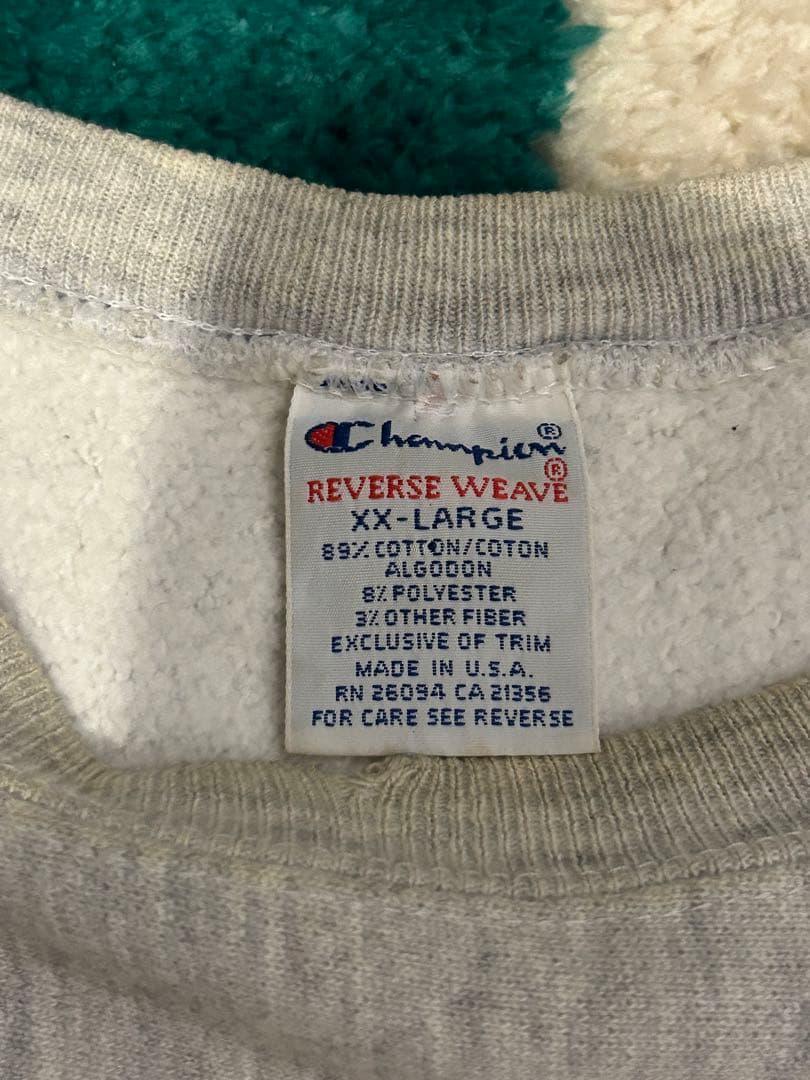 Champion®
REVERSE WEAVE®
XX-LARGE
89% COTTON/COTON
ALGODON
8% POLYESTER
3% OTHER FIBER
EXCLUSIVE OF TRIM
MADE IN U.S.A.
RN 26094 CA 21356
FOR CARE SEE REVERSE